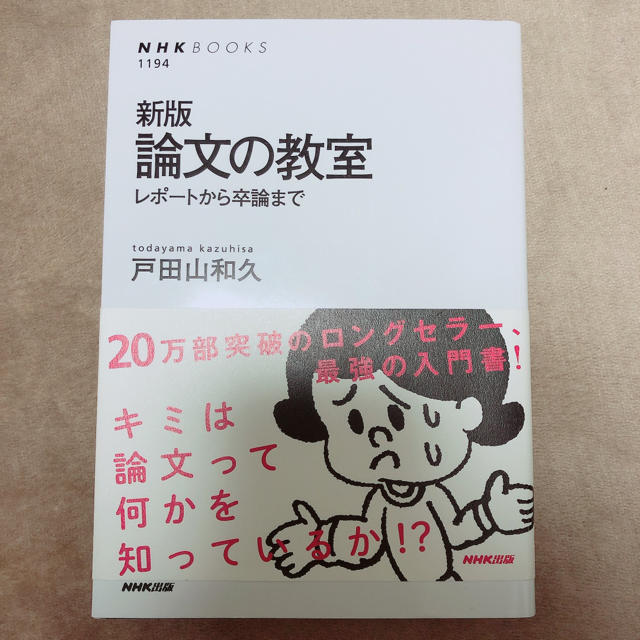 NHK BOOKS
1194
新版
論文の教室
レポートから卒論まで
todayama kazuhisa
戸田山和久
20万部突破のロングセラー、
最強の入門書!
キミは
論文って
何かを
知っているか!?
NHK出版
NHK出版